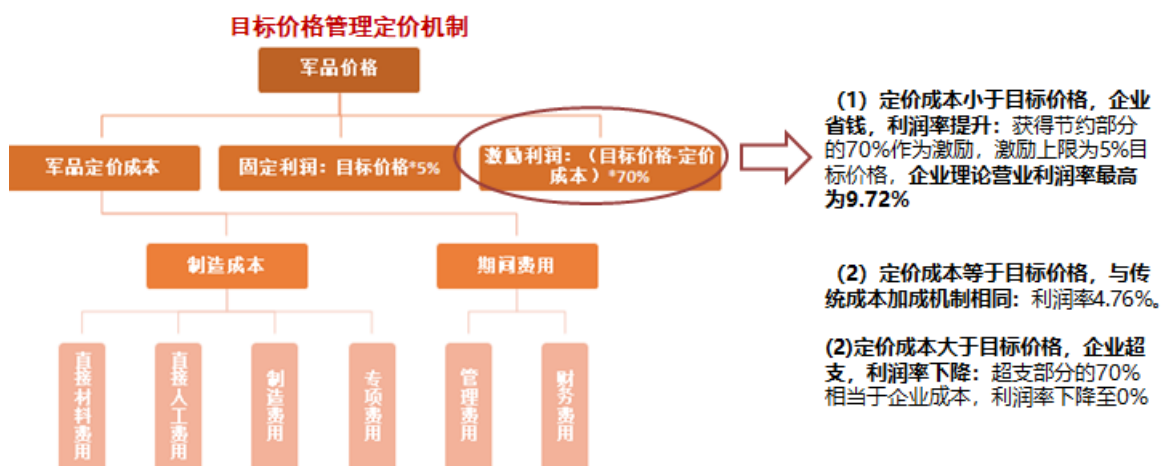 目标价格管理定价机制
军品价格
军品定价成本
固定利润：目标价格*5%
激励利润：（目标价格-定价
成本）*70%
制造成本
期间费用
直接材料费用
直接人工费用
制造费用
专项费用
管理费用
财务费用
（1）定价成本小于目标价格，企业
省钱，利润率提升：获得节约部分
的70%作为激励，激励上限为5%目
标价格，企业理论营业利润率最高
为9.72%
（2）定价成本等于目标价格，与传
统成本加成机制相同：利润率4.76%。
(2)定价成本大于目标价格，企业超
支，利润率下降：超支部分的70%
相当于企业成本，利润率下降至0%